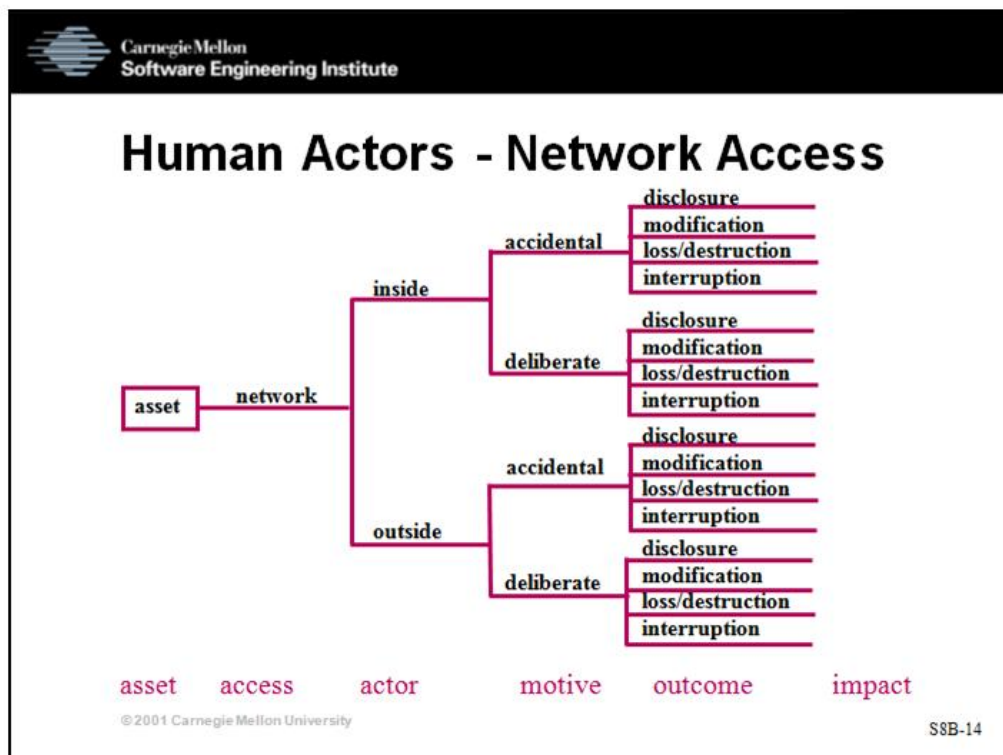 Carnegie Mellon
Software Engineering Institute
Human Actors - Network Access
disclosure
modification
accidental
loss/destruction
interruption
inside
disclosure
modification
deliberate
loss/destruction
interruption
asset
network
disclosure
modification
accidental
loss/destruction
interruption
outside
disclosure
modification
deliberate
loss/destruction
interruption
asset access actor motive outcome impact
©2001 Carnegie Mellon University
S8B-14